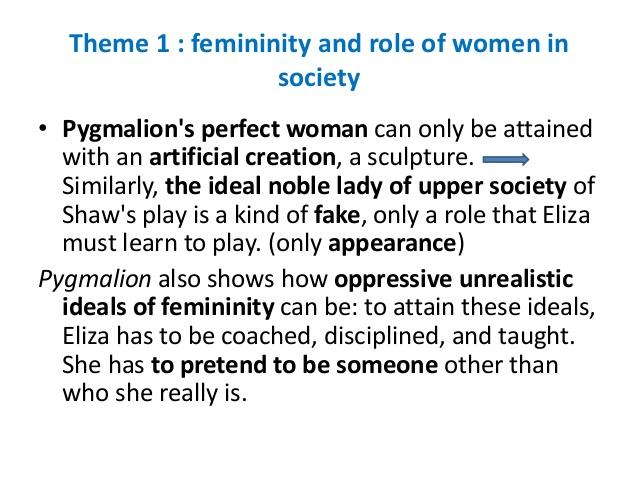 Theme 1 : femininity and role of women in
society
• Pygmalion's perfect woman can only be attained
with an artificial creation, a sculpture.
Similarly, the ideal noble lady of upper society of
Shaw's play is a kind of fake, only a role that Eliza
must learn to play. (only appearance)
Pygmalion also shows how oppressive unrealistic
ideals of femininity can be: to attain these ideals,
Eliza has to be coached, disciplined, and taught.
She has to pretend to be someone other than
who she really is.